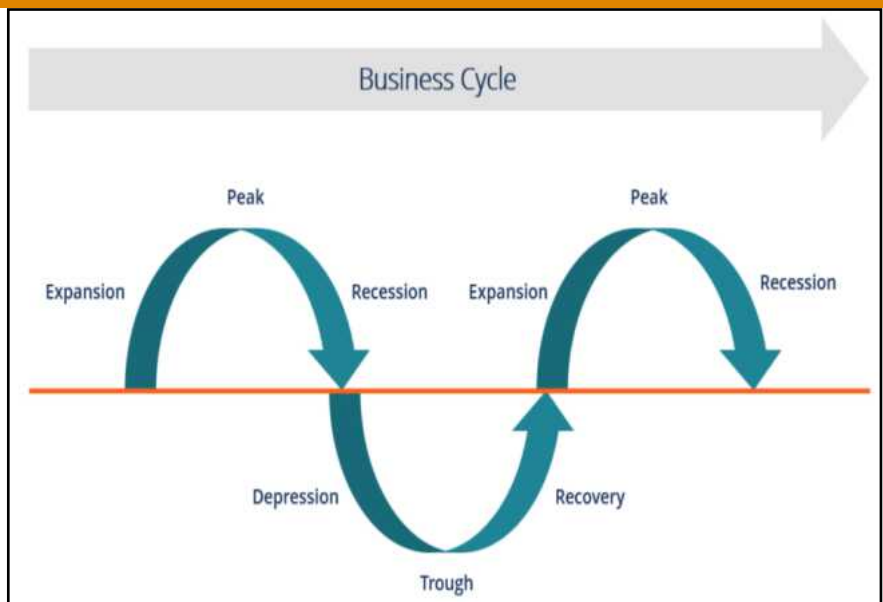 Business Cycle
Peak
Peak
Expansion
Recession
Expansion
Recession
Depression
Recovery
Trough